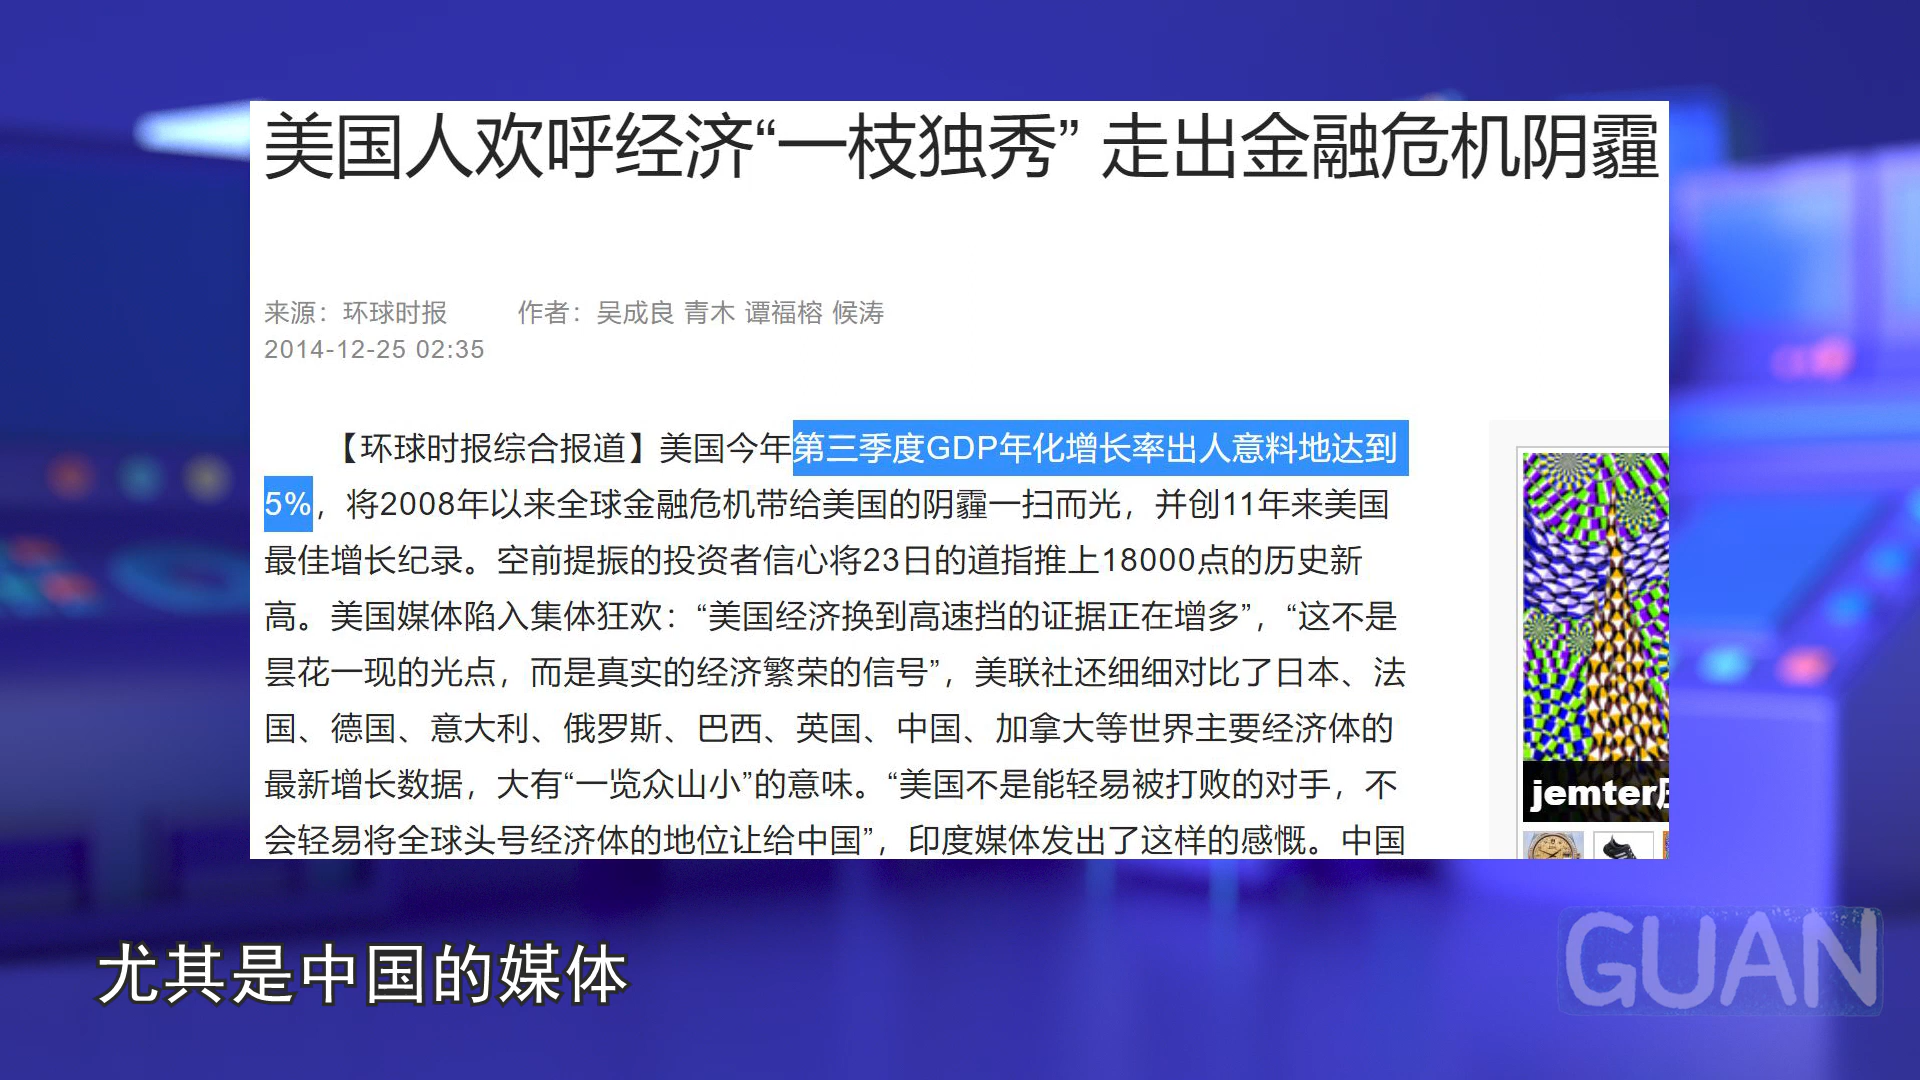 美国人欢呼经济“一枝独秀” 走出金融危机阴霾
来源：环球时报 作者：吴成良 青木 谭福榕 候涛
2014-12-25 02:35
【环球时报综合报道】美国今年第三季度GDP年化增长率出人意料地达到
5%，将2008年以来全球金融危机带给美国的阴霾一扫而光，并创11年来美国
最佳增长纪录。空前提振的投资者信心将23日的道指推上18000点的历史新
高。美国媒体陷入集体狂欢：“美国经济换到高速挡的证据正在增多”，“这不是
昙花一现的光点，而是真实的经济繁荣的信号”，美联社还细细对比了日本、法
国、德国、意大利、俄罗斯、巴西、英国、中国、加拿大等世界主要经济体的
最新增长数据，大有“一览众山小”的意味。“美国不是能轻易被打败的对手，不
会轻易将全球头号经济体的地位让给中国”，印度媒体发出了这样的感慨。中国
jemter
尤其是中国的媒体
GUAN